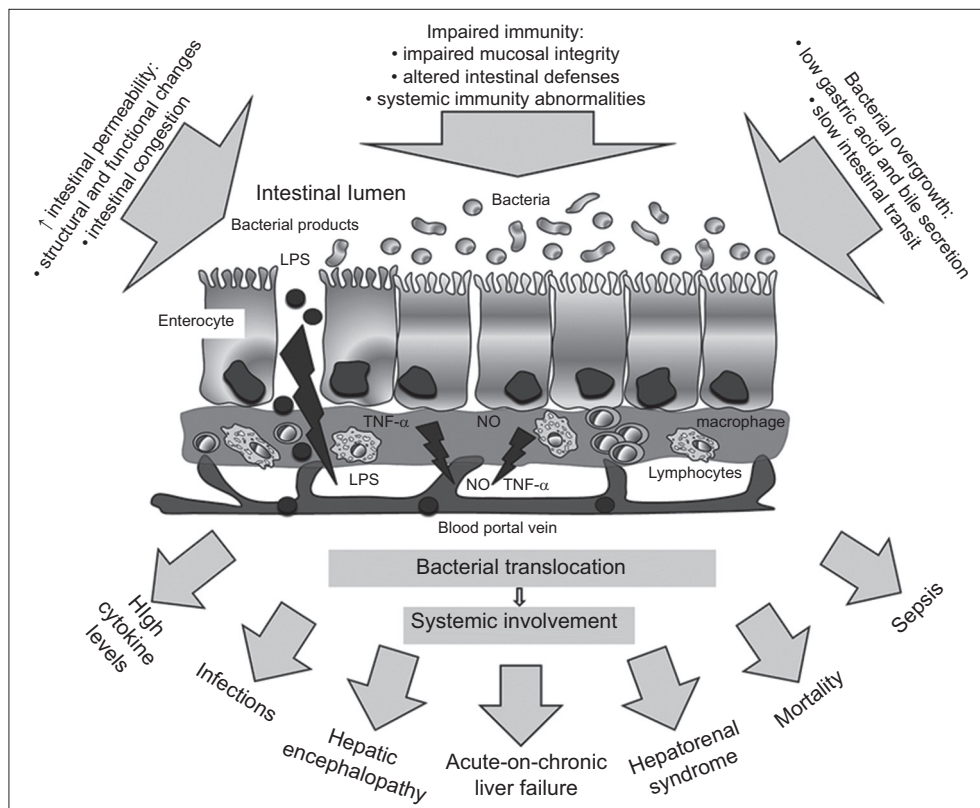 ↑ intestinal permeability:
• structural and functional changes
• intestinal congestion
Impaired immunity:
• impaired mucosal integrity
• altered intestinal defenses
• systemic immunity abnormalities
Bacterial overgrowth:
• low gastric acid and bile secretion
• slow intestinal transit
Intestinal lumen
Bacterial products
Bacteria
LPS
Enterocyte
TNF-α
NO
macrophage
LPS
NO
TNF-α
Lymphocytes
Blood portal vein
Bacterial translocation
Systemic involvement
HIgh
cytokine
levels
Infections
Hepatic
encephalopathy
Acute-on-chronic
liver failure
Hepatorenal
syndrome
Mortality
Sepsis